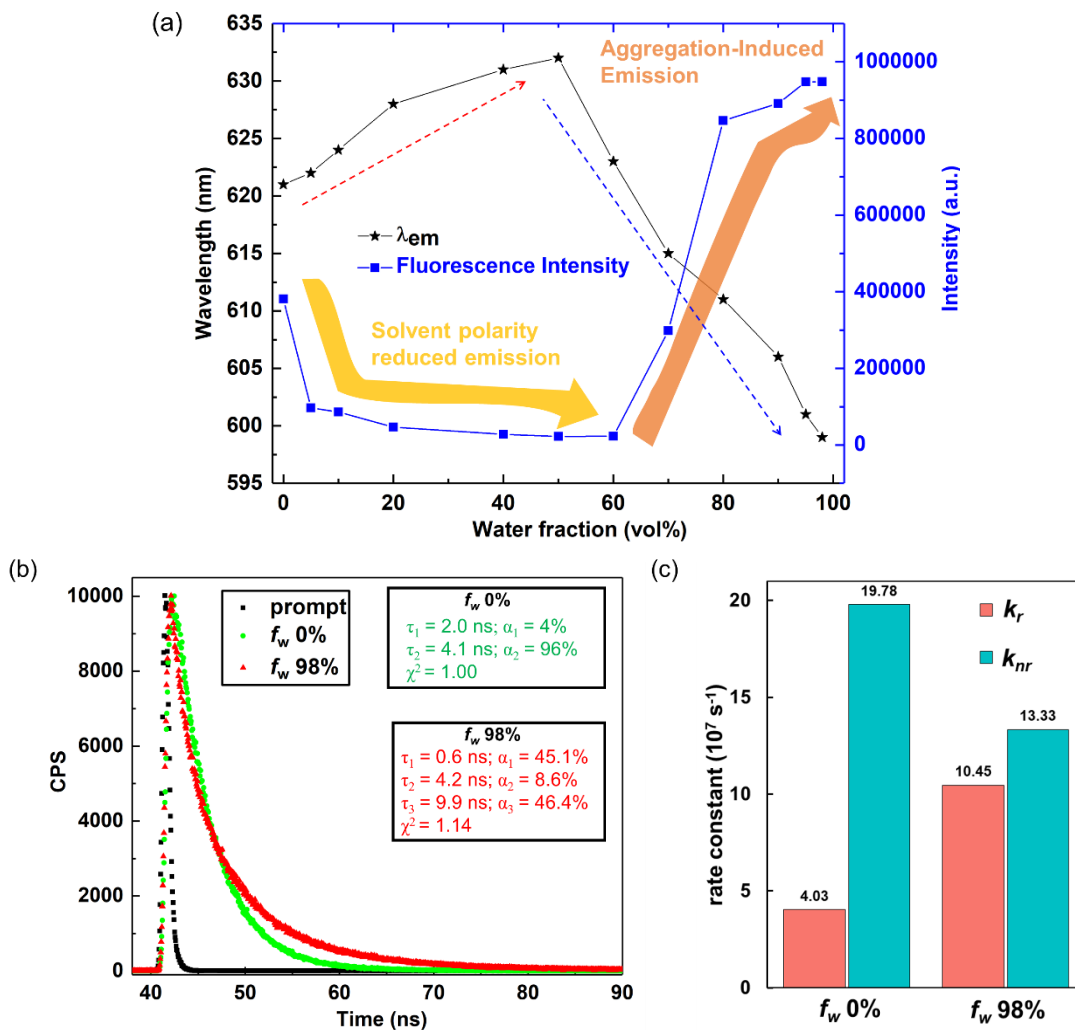 (a)
635
630
625
620
615
610
605
600
595
Wavelength (nm)
0
20
40
60
80
100
Water fraction (vol%)
1000000
800000
600000
400000
200000
0
Intensity (a.u.)
Aggregation-Induced
Emission
λem
Fluorescence Intensity
Solvent polarity
reduced emission
(b)
10000
8000
6000
4000
2000
0
CPS
40
50
60
70
80
90
Time (ns)
prompt
fw 0%
fw 98%
fw 0%
τ1 = 2.0 ns; α1 = 4%
τ2 = 4.1 ns; α2 = 96%
χ2 = 1.00
fw 98%
τ1 = 0.6 ns; α1 = 45.1%
τ2 = 4.2 ns; α2 = 8.6%
τ3 = 9.9 ns; α3 = 46.4%
χ2 = 1.14
(c)
20
15
10
5
0
rate constant (10⁷ s⁻¹)
4.03
19.78
10.45
13.33
kr
knr
fw 0%
fw 98%